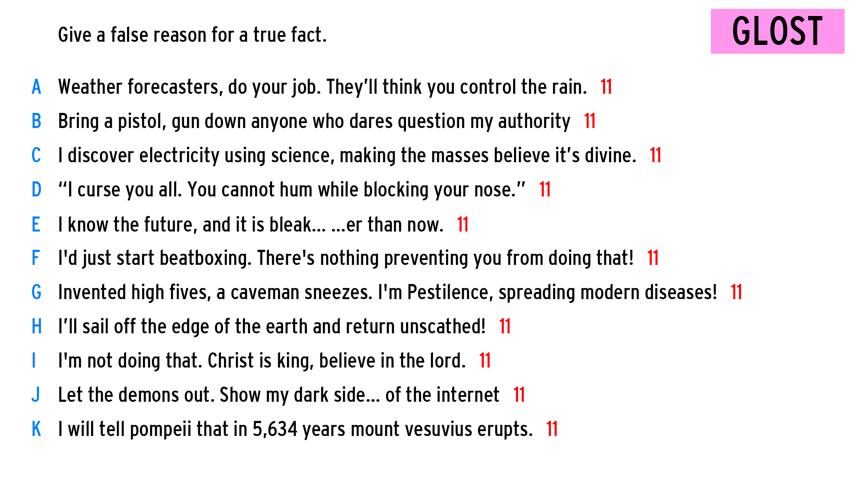 Give a false reason for a true fact.
GLOST
A Weather forecasters, do your job. They’ll think you control the rain. 11
B Bring a pistol, gun down anyone who dares question my authority 11
C I discover electricity using science, making the masses believe it’s divine. 11
D “I curse you all. You cannot hum while blocking your nose.” 11
E I know the future, and it is bleak... ...er than now. 11
F I'd just start beatboxing. There's nothing preventing you from doing that! 11
G Invented high fives, a caveman sneezes. I'm Pestilence, spreading modern diseases! 11
H I’ll sail off the edge of the earth and return unscathed! 11
I I'm not doing that. Christ is king, believe in the lord. 11
J Let the demons out. Show my dark side... of the internet 11
K I will tell pompeii that in 5,634 years mount vesuvius erupts. 11